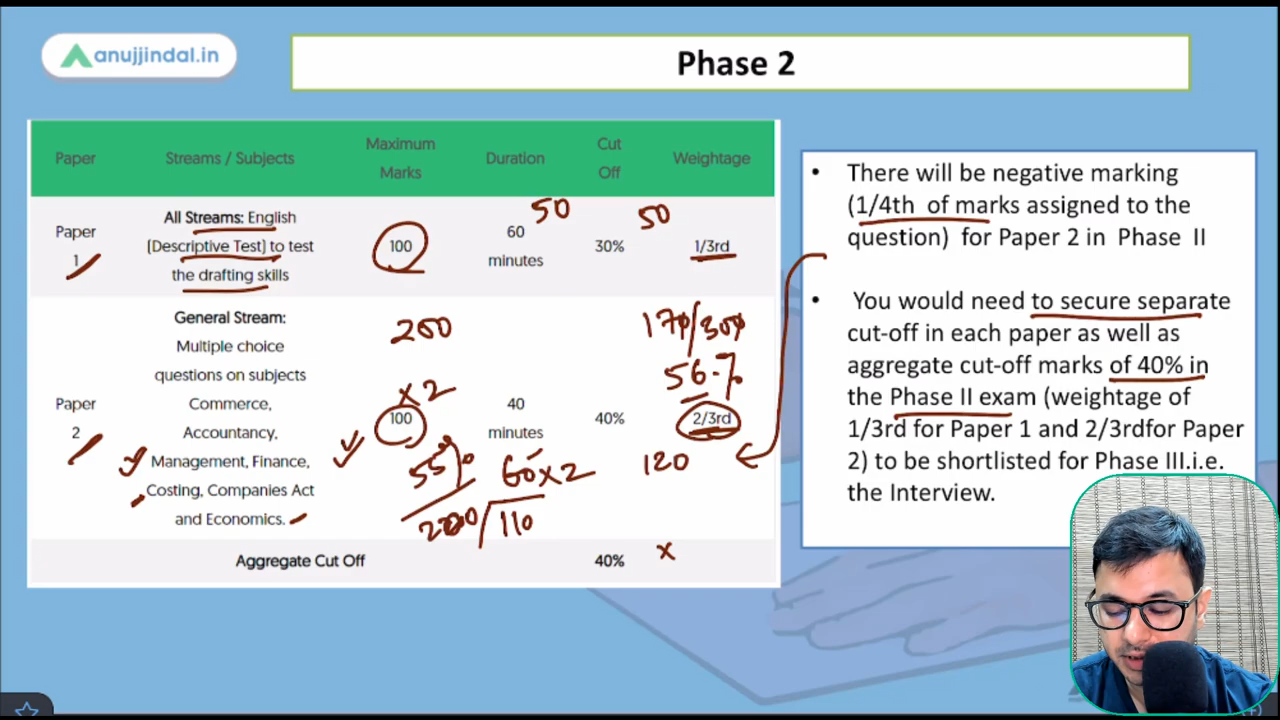 anujjindal.in
Phase 2
Paper Streams / Subjects Maximum Marks Duration Cut Off Weightage
50 50
Paper 1 All Streams: English (Descriptive Test) to test the drafting skills 100 60 minutes 30% 1/3rd
General Stream:
Multiple choice
questions on subjects
Commerce,
Accountancy,
Management, Finance,
Costing, Companies Act
and Economics.
Paper 2
200
x2
100
40 minutes
40%
170/300
56.7
2/3rd
55%
60x2
120
200/110
Aggregate Cut Off 40% x
• There will be negative marking
(1/4th of marks assigned to the
question) for Paper 2 in Phase II
• You would need to secure separate
cut-off in each paper as well as
aggregate cut-off marks of 40% in
the Phase II exam (weightage of
1/3rd for Paper 1 and 2/3rdfor Paper
2) to be shortlisted for Phase III.i.e.
the Interview.